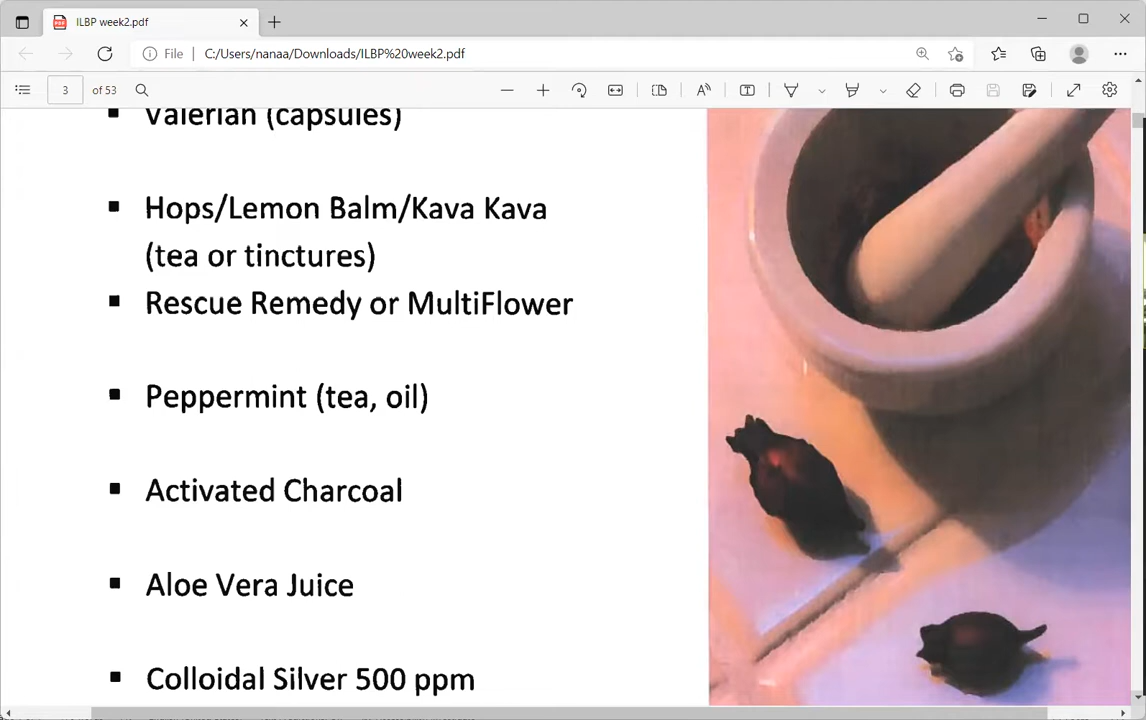 ILBP week2.pdf
File C:/Users/nanaa/Downloads/ILBP%20week2.pdf
3 of 53
▪ Valerian (capsules)
▪ Hops/Lemon Balm/Kava Kava
(tea or tinctures)
▪ Rescue Remedy or MultiFlower
▪ Peppermint (tea, oil)
▪ Activated Charcoal
▪ Aloe Vera Juice
▪ Colloidal Silver 500 ppm